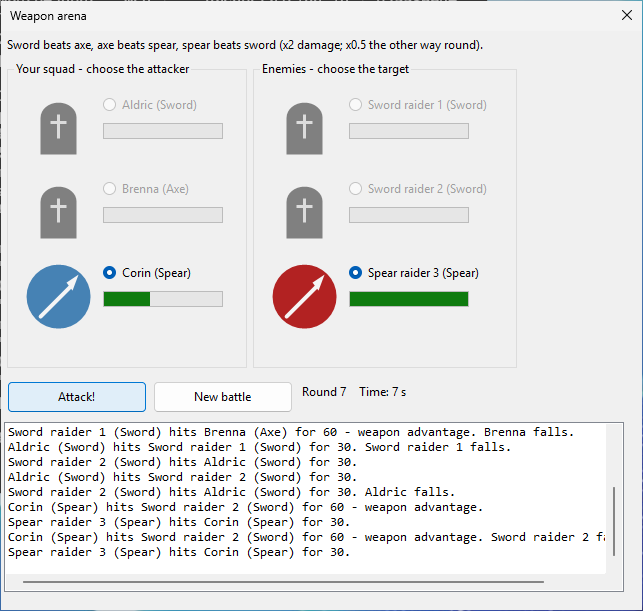 Weapon arena
Sword beats axe, axe beats spear, spear beats sword (x2 damage; x0.5 the other way round).
Your squad - choose the attacker
Aldric (Sword)
Brenna (Axe)
Corin (Spear)
Enemies - choose the target
Sword raider 1 (Sword)
Sword raider 2 (Sword)
Spear raider 3 (Spear)
Attack!
New battle
Round 7
Time: 7 s
Sword raider 1 (Sword) hits Brenna (Axe) for 60 - weapon advantage. Brenna falls.
Aldric (Sword) hits Sword raider 1 (Sword) for 30. Sword raider 1 falls.
Sword raider 2 (Sword) hits Aldric (Sword) for 30.
Aldric (Sword) hits Sword raider 2 (Sword) for 30.
Sword raider 2 (Sword) hits Aldric (Sword) for 30. Aldric falls.
Corin (Spear) hits Sword raider 2 (Sword) for 60 - weapon advantage.
Spear raider 3 (Spear) hits Corin (Spear) for 30.
Corin (Spear) hits Sword raider 2 (Sword) for 60 - weapon advantage. Sword raider 2
Spear raider 3 (Spear) hits Corin (Spear) for 30.